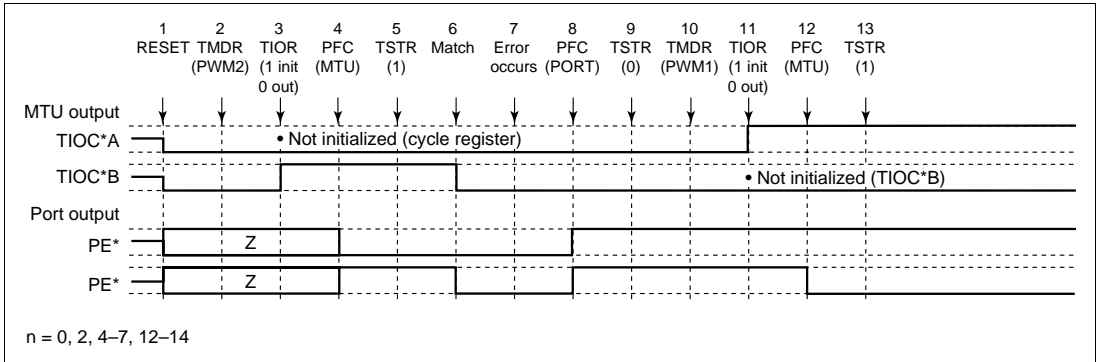 1 2 3 4 5 6 7 8 9 10 11 12 13
RESET TMDR TIOR PFC TSTR Match Error PFC TSTR TMDR TIOR PFC TSTR
(PWM2) (1 init (MTU) (1) occurs (PORT) (0) (PWM1) (1 init (MTU) (1)
0 out) 0 out)
MTU output
TIOC*A • Not initialized (cycle register)
TIOC*B • Not initialized (TIOC*B)
Port output
PE* Z
PE* Z
n = 0, 2, 4–7, 12–14